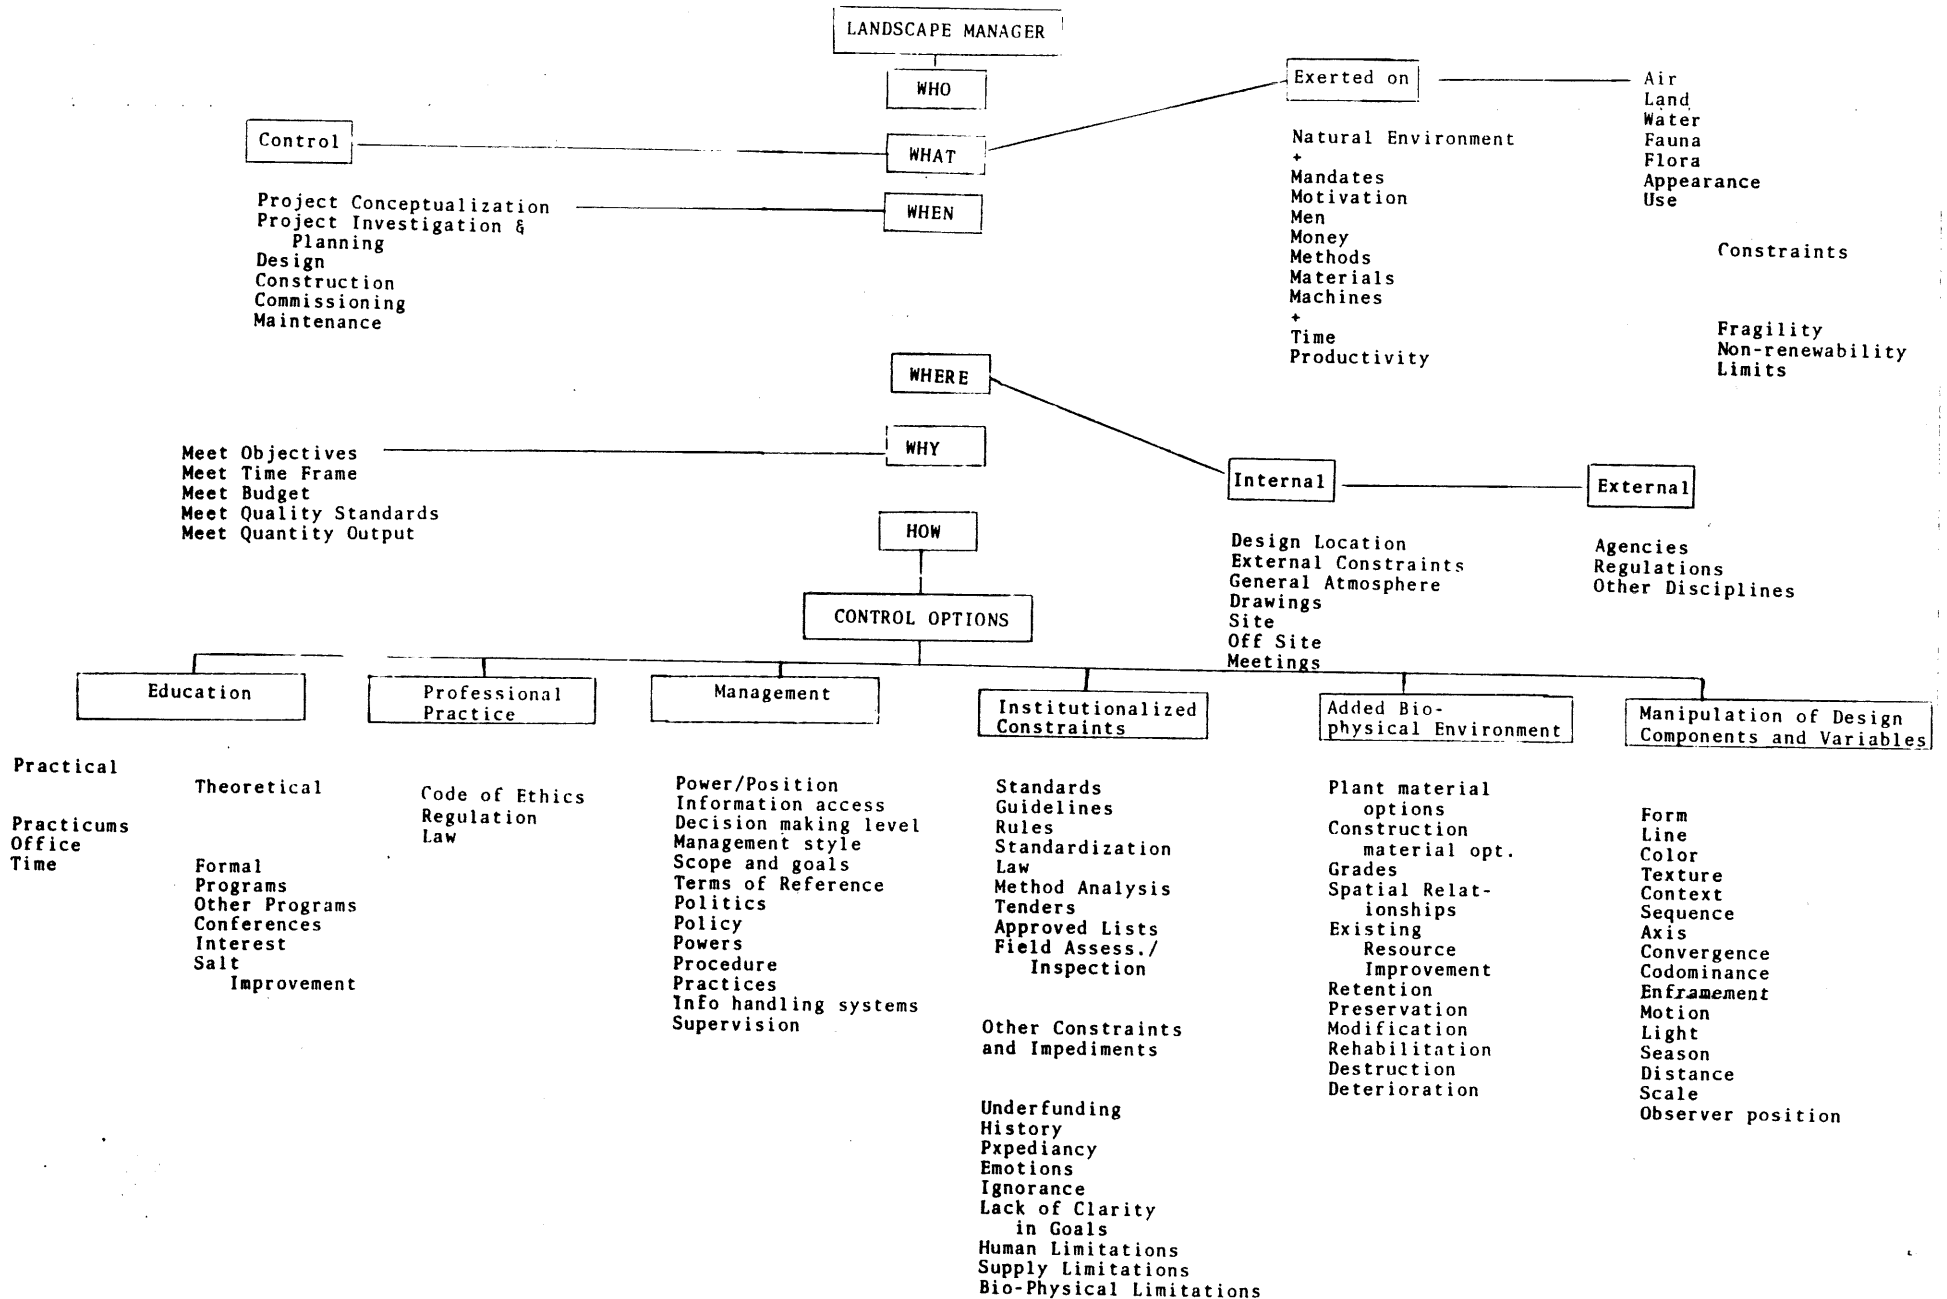 LANDSCAPE MANAGER
WHO
Exerted on
Air
Land
Water
Fauna
Flora
Appearance
Use
Control
WHAT
Natural Environment
+
Mandates
Motivation
Men
Money
Methods
Materials
Machines
+
Time
Productivity
Constraints
Fragility
Non-renewability
Limits
Project Conceptualization
Project Investigation &
Planning
Design
Construction
Commissioning
Maintenance
WHEN
WHERE
WHY
Meet Objectives
Meet Time Frame
Meet Budget
Meet Quality Standards
Meet Quantity Output
Internal
External
Design Location
External Constraints
General Atmosphere
Drawings
Site
Off Site
Meetings
Agencies
Regulations
Other Disciplines
HOW
CONTROL OPTIONS
Education
Practical
Practicums
Office
Time
Theoretical
Formal
Programs
Other Programs
Conferences
Interest
Salt
Improvement
Professional
Practice
Code of Ethics
Regulation
Law
Management
Power/Position
Information access
Decision making level
Management style
Scope and goals
Terms of Reference
Politics
Policy
Powers
Procedure
Practices
Info handling systems
Supervision
Institutionalized
Constraints
Standards
Guidelines
Rules
Standardization
Law
Method Analysis
Tenders
Approved Lists
Field Assess./
Inspection
Other Constraints
and Impediments
Underfunding
History
Pxpediancy
Emotions
Ignorance
Lack of Clarity
in Goals
Human Limitations
Supply Limitations
Bio-Physical Limitations
Added Bio-
physical Environment
Plant material
options
Construction
material opt.
Grades
Spatial Relat-
ionships
Existing
Resource
Improvement
Retention
Preservation
Modification
Rehabilitation
Destruction
Deterioration
Manipulation of Design
Components and Variables
Form
Line
Color
Texture
Context
Sequence
Axis
Convergence
Codominance
Enframement
Motion
Light
Season
Distance
Scale
Observer position